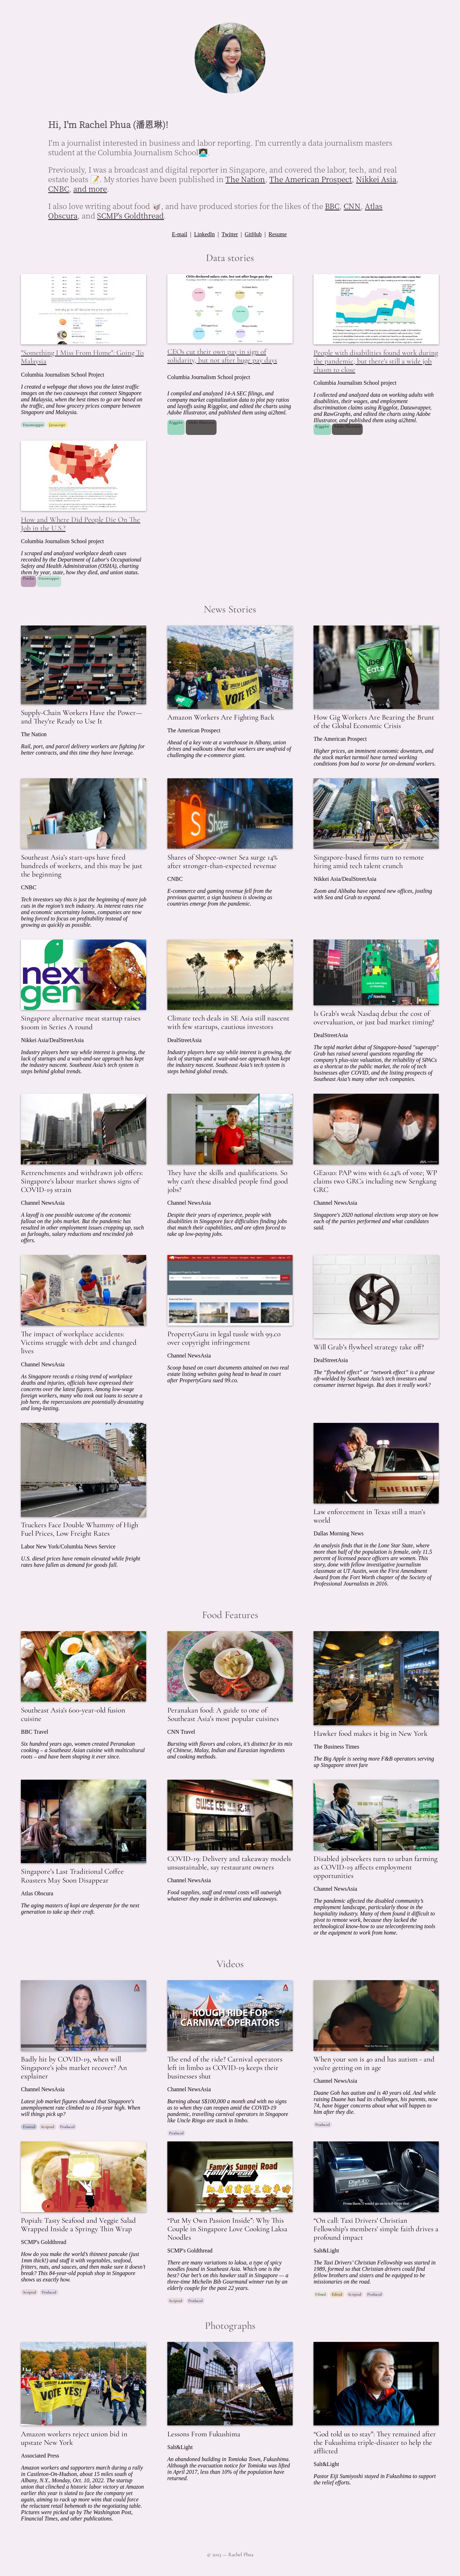 Hi, I'm Rachel Phua (潘恩琳)!
I'm a journalist interested in business and labor reporting. I'm currently a data journalism masters
student at the Columbia Journalism School
Previously, I was a broadcast and digital reporter in Singapore, and covered the labor, tech, and real
estate beats 📝. My stories have been published in The Nation, The American Prospect, Nikkei Asia,
CNBC, and more.
I also love writing about food 🥡, and have produced stories for the likes of the BBC, CNN, Atlas
Obscura, and SCMP's Goldthread.
E-mail | LinkedIn | Twitter | GitHub | Resume
Data stories
"Something I Miss From Home": Going To
Malaysia
Columbia Journalism School Project
I created a webpage that compiles the latest traffic
images on the two causeways that connect Singapore
and Malaysia, when the best times to go are based on
the traffic, and how grocery prices compare between
Singapore and Malaysia.
Datawrapper Javascript
CEOs cut their own pay in sign of
solidarity, but not after huge pay days
Columbia Journalism School project
I compiled and analyzed 14-A SEC filings, and
company market capitalization data on CEO pay ratios
and layoffs using R/ggplot, and edited the charts using
Adobe Illustrator, and published them using ai2html.
R/ggplot Adobe Illustrator
People with disabilities found work during
the pandemic, but there's still a wide job
chasm to close
Columbia Journalism School project
I collected and analyzed data on working adults with
disabilities, their wages, and employment
discrimination claims using R/ggplot, Datawrapper,
and RawGraphs, and edited the charts using Adobe
Illustrator, and published them using ai2html.
R/ggplot Adobe Illustrator
How and Where Did People Die On The
Job in the U.S.?
Columbia Journalism School project
I scraped and analyzed workplace death cases
recorded by the Department of Labor's Occupational
Safety and Health Administration (OSHA), charting
them by year, state, how they died, and union status.
Pandas Datawrapper
News Stories
Supply-Chain Workers Have the Power—
and They're Ready to Use It
The Nation
Rail, port, and parcel delivery workers are fighting for
better contracts, and this time they have leverage.
VOTE YES!
Amazon Workers Are Fighting Back
The American Prospect
Ahead of a key vote at a warehouse in Albany, union
drives and walkouts show that workers are unafraid of
challenging the e-commerce giant.
Uber
Eats
How Gig Workers Are Bearing the Brunt
of the Global Economic Crisis
The American Prospect
Higher prices, an imminent economic downturn, and
the stock market turmoil have turned working
conditions from bad to worse for on-demand workers.
Southeast Asia's start-ups have fired
hundreds of workers, and this may be just
the beginning
CNBC
Tech investors say this is just the beginning of more job
cuts in the region's tech industry. As interest rates rise
and economic uncertainty looms, companies are now
being forced to focus on profitability instead of
growing as quickly as possible.
Shopee
Shares of Shopee-owner Sea surge 14%
after stronger-than-expected revenue
CNBC
E-commerce and gaming revenue fell from the
previous quarter, a sign business is slowing as
countries emerge from the pandemic.
Singapore-based firms turn to remote
hiring amid tech talent crunch
Nikkei Asia/DealStreetAsia
Zoom and Alibaba have opened new offices, jostling
with Sea and Grab to expand.
next
gen
Singapore alternative meat startup raises
$100m in Series A round
Nikkei Asia/DealStreetAsia
Industry players here say while interest is growing, the
lack of startups and a wait-and-see approach has kept
the industry nascent. Southeast Asia's tech system is
steps behind global trends.
Climate tech deals in SE Asia still nascent
with few startups, cautious investors
DealStreetAsia
Industry players here say while interest is growing, the
lack of startups and a wait-and-see approach has kept
the industry nascent. Southeast Asia's tech system is
steps behind global trends.
Is Grab's weak Nasdaq debut the cost of
overvaluation, or just bad market timing?
DealStreetAsia
The tepid market debut of Singapore-based "superapp"
Grab has raised several questions regarding the
company's plus-size valuation, the reliability of SPACs
as a shortcut to the public market, the role of tech
businesses after COVID, and the listing prospects of
Southeast Asia's many other tech companies.
Retrenchments and withdrawn job offers:
Singapore's labour market shows signs of
COVID-19 strain
Channel NewsAsia
A layoff is one possible outcome of the economic
fallout on the jobs market. But the pandemic has
resulted in other employment issues cropping up, such
as furloughs, salary reductions and rescinded job
offers.
They have the skills and qualifications. So
why can't these disabled people find good
jobs?
Channel NewsAsia
Despite their years of experience, people with
disabilities in Singapore face difficulties finding jobs
that match their capabilities, and are often forced to
take up low-paying jobs.
GE2020: PAP wins with 61.24% of vote; WP
claims two GRCs including new Sengkang
GRC
Channel NewsAsia
Singapore's 2020 national elections wrap story on how
each of the parties performed and what candidates
said.
The impact of workplace accidents:
Victims struggle with debt and changed
lives
Channel NewsAsia
As Singapore records a rising trend of workplace
deaths and injuries, officials have expressed their
concerns over the latest figures. Among low-wage
foreign workers, many who took out loans to secure a
job here, the repercussions are potentially devastating
and long-lasting.
PropertyGuru in legal tussle with 99.co
over copyright infringement
Channel NewsAsia
Scoop based on court documents about two real
estate listing websites going head to head in court
after PropertyGuru sued 99.co.
Will Grab's flywheel strategy take off?
DealStreetAsia
The "flywheel effect" or "network effect" is a phrase
oft-wielded by Southeast Asia's tech investors and
consumer internet bigwigs. But does it really work?
Truckers Face Double Whammy of High
Fuel Prices, Low Freight Rates
Labor New York/Columbia News Service
U.S. diesel prices have remain elevated while freight
rates have fallen as demand for goods fall.
SHERIFF
Law enforcement in Texas still a man's
world
Dallas Morning News
An analysis finds that in the Lone Star State, where
more than half of the population is female, only 11.5
percent of licensed peace officers are women. This
story, done with fellow investigative journalism
classmate at UT Austin, won the First Amendment
Award from the Fort Worth chapter of the Society of
Professional Journalists in 2016.
Food Features
Southeast Asia's 600-year-old fusion
cuisine
BBC Travel
Six hundred years ago, women created Peranakan
cooking – a Southeast Asian cuisine with multicultural
roots – and have been shaping it ever since.
Peranakan food: A guide to one of
Southeast Asia's most popular cuisines
CNN Travel
Bursting with flavors and colors, it's distinct for its mix
of Chinese, Malay, Indian and Eurasian ingredients
and cooking methods.
Hawker food makes it big in New York
The Business Times
The Big Apple is seeing more F&B operators serving
up Singapore street fare
Singapore's Last Traditional Coffee
Roasters May Soon Disappear
Atlas Obscura
The aging masters of kopi are desperate for the next
generation to take up their craft.
COVID-19: Delivery and takeaway models
unsustainable, say restaurant owners
Channel NewsAsia
Food supplies, staff and rental costs will outweigh
whatever they make in deliveries and takeaways.
Disabled jobseekers turn to urban farming
as COVID-19 affects employment
opportunities
Channel NewsAsia
The pandemic affected the disabled community's
employment landscape, particularly those in the
hospitality industry. Many of them found it difficult to
pivot to remote work, because they lacked the
technological know-how to use teleconferencing tools
or the equipment to work from home.
Videos
Badly hit by COVID-19, when will
Singapore's jobs market recover? An
explainer
Channel NewsAsia
Latest job market figures showed that Singapore's
unemployment rate climbed to a 16-year high. When
will things pick up?
Fronted Scripted Produced
ROUGH RIDE FOR
CARNIVAL OPERATORS
The end of the ride? Carnival operators
left in limbo as COVID-19 keeps their
businesses shut
Channel NewsAsia
Burning about S$100,000 a month and with no signs
as to when they can reopen amid the COVID-19
pandemic, travelling carnival operators in Singapore
like Uncle Ringo are stuck in limbo.
Produced
When your son is 40 and has autism - and
you're getting on in age
Channel NewsAsia
Duane Goh has autism and is 40 years old. And while
raising Duane has had its challenges, his parents, now
74, have bigger concerns about what will happen to
him after they die.
Produced
Popiah: Tasty Seafood and Veggie Salad
Wrapped Inside a Springy Thin Wrap
SCMP's Goldthread
How do you make the world's thinnest pancake (just
1mm thick!) and stuff it with vegetables, seafood,
fritters, nuts, and sauces, and then make sure it doesn't
break? This 84-year-old popiah shop in Singapore
shows us exactly how.
Scripted Produced
Famous Sungei Road
"Put My Own Passion Inside": Why This
Couple in Singapore Love Cooking Laksa
Noodles
SCMP's Goldthread
There are many variations to laksa, a type of spicy
noodles found in Southeast Asia. Which one is the
best? Our bet's on this hawker stall in Singapore — a
three-time Michelin Bib Gourmand winner run by an
elderly couple for the past 22 years.
Scripted Produced
"On call: Taxi Drivers' Christian
Fellowship's members' simple faith drives a
profound impact
Salt&Light
The Taxi Drivers' Christian Fellowship was started in
1989, formed so that Christian drivers could find
fellow brothers and sisters and be equipped to be
missionaries on the road.
Filmed Edited Scripted Produced
Photographs
VOTE YES!
Amazon workers reject union bid in
upstate New York
Associated Press
Amazon workers and supporters march during a rally
in Castleton-On-Hudson, about 15 miles south of
Albany, N.Y., Monday, Oct. 10, 2022. The startup
union that clinched a historic labor victory at Amazon
earlier this year is slated to face the company yet
again, aiming to rack up more wins that could force
the reluctant retail behemoth to the negotiating table.
Pictures were picked up by The Washington Post,
Financial Times, and other publications.
Lessons From Fukushima
Salt&Light
An abandoned building in Tomioka Town, Fukushima.
Although the evacuation notice for Tomioka was lifted
in April 2017, less than 10% of the population have
returned.
"God told us to stay": They remained after
the Fukushima triple-disaster to help the
afflicted
Salt&Light
Pastor Eiji Sumiyoshi stayed in Fukushima to support
the relief efforts.
© 2023 — Rachel Phua